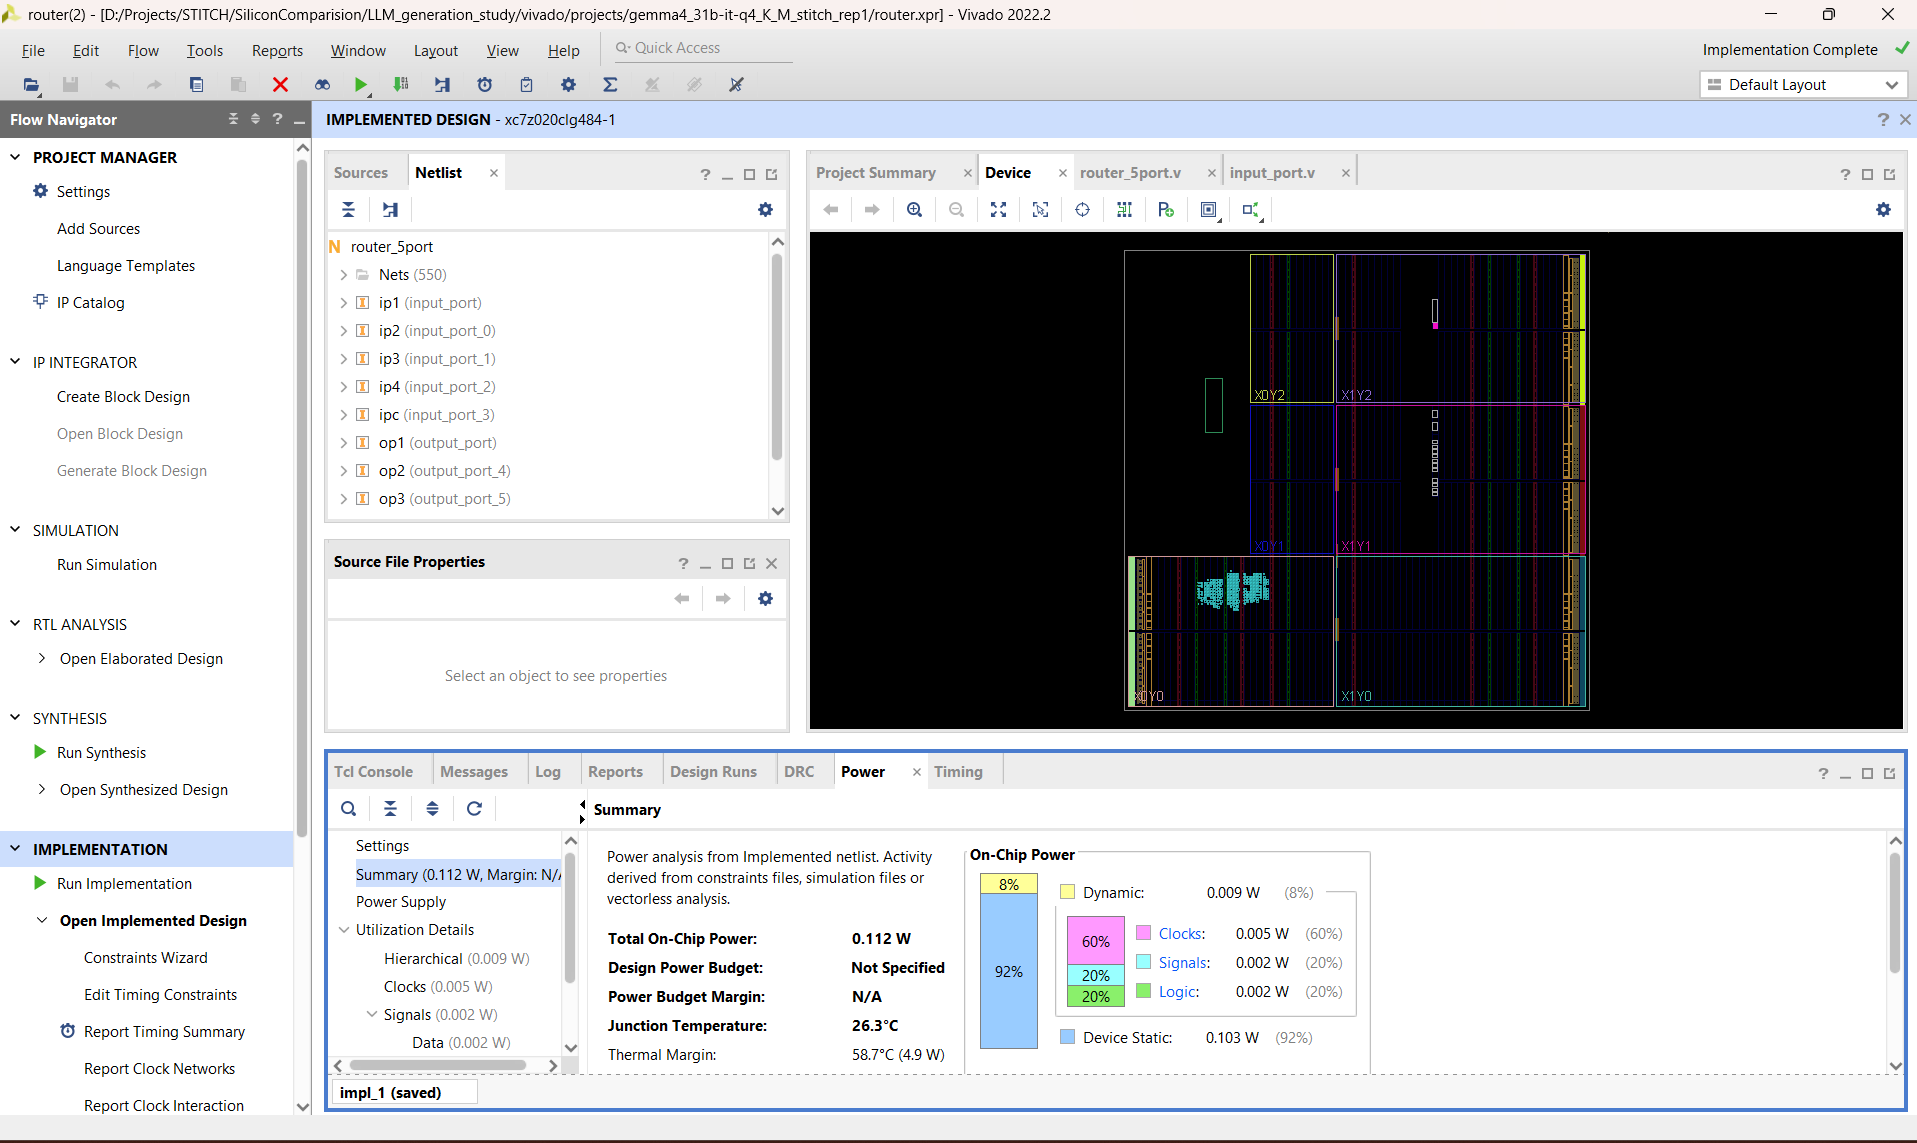 router(2) - [D:/Projects/STITCH/SiliconComparision/LLM_generation_study/vivado/projects/gemma4_31b-it-q4_K_M_stitch_rep1/router.xpr] - Vivado 2022.2
File Edit Flow Tools Reports Window Layout View Help Quick Access
Implementation Complete
Default Layout
Flow Navigator
PROJECT MANAGER
Settings
Add Sources
Language Templates
IP Catalog
IP INTEGRATOR
Create Block Design
Open Block Design
Generate Block Design
SIMULATION
Run Simulation
RTL ANALYSIS
Open Elaborated Design
SYNTHESIS
Run Synthesis
Open Synthesized Design
IMPLEMENTATION
Run Implementation
Open Implemented Design
Constraints Wizard
Edit Timing Constraints
Report Timing Summary
Report Clock Networks
Report Clock Interaction
IMPLEMENTED DESIGN - xc7z020clg484-1
Sources Netlist
N router_5port
Nets (550)
ip1 (input_port)
ip2 (input_port_0)
ip3 (input_port_1)
ip4 (input_port_2)
ipc (input_port_3)
op1 (output_port)
op2 (output_port_4)
op3 (output_port_5)
Source File Properties
Select an object to see properties
Project Summary Device router_5port.v input_port.v
X0Y2 X1Y2
X0Y1 X1Y1
X0Y0 X1Y0
Tcl Console Messages Log Reports Design Runs DRC Power Timing
Summary
Settings
Summary (0.112 W, Margin: N/
Power Supply
Utilization Details
Hierarchical (0.009 W)
Clocks (0.005 W)
Signals (0.002 W)
Data (0.002 W)
Power analysis from Implemented netlist. Activity
derived from constraints files, simulation files or
vectorless analysis.
Total On-Chip Power: 0.112 W
Design Power Budget: Not Specified
Power Budget Margin: N/A
Junction Temperature: 26.3°C
Thermal Margin: 58.7°C (4.9 W)
On-Chip Power
8%
92%
Dynamic: 0.009 W (8%)
60%
20%
20%
Clocks: 0.005 W (60%)
Signals: 0.002 W (20%)
Logic: 0.002 W (20%)
Device Static: 0.103 W (92%)
impl_1 (saved)